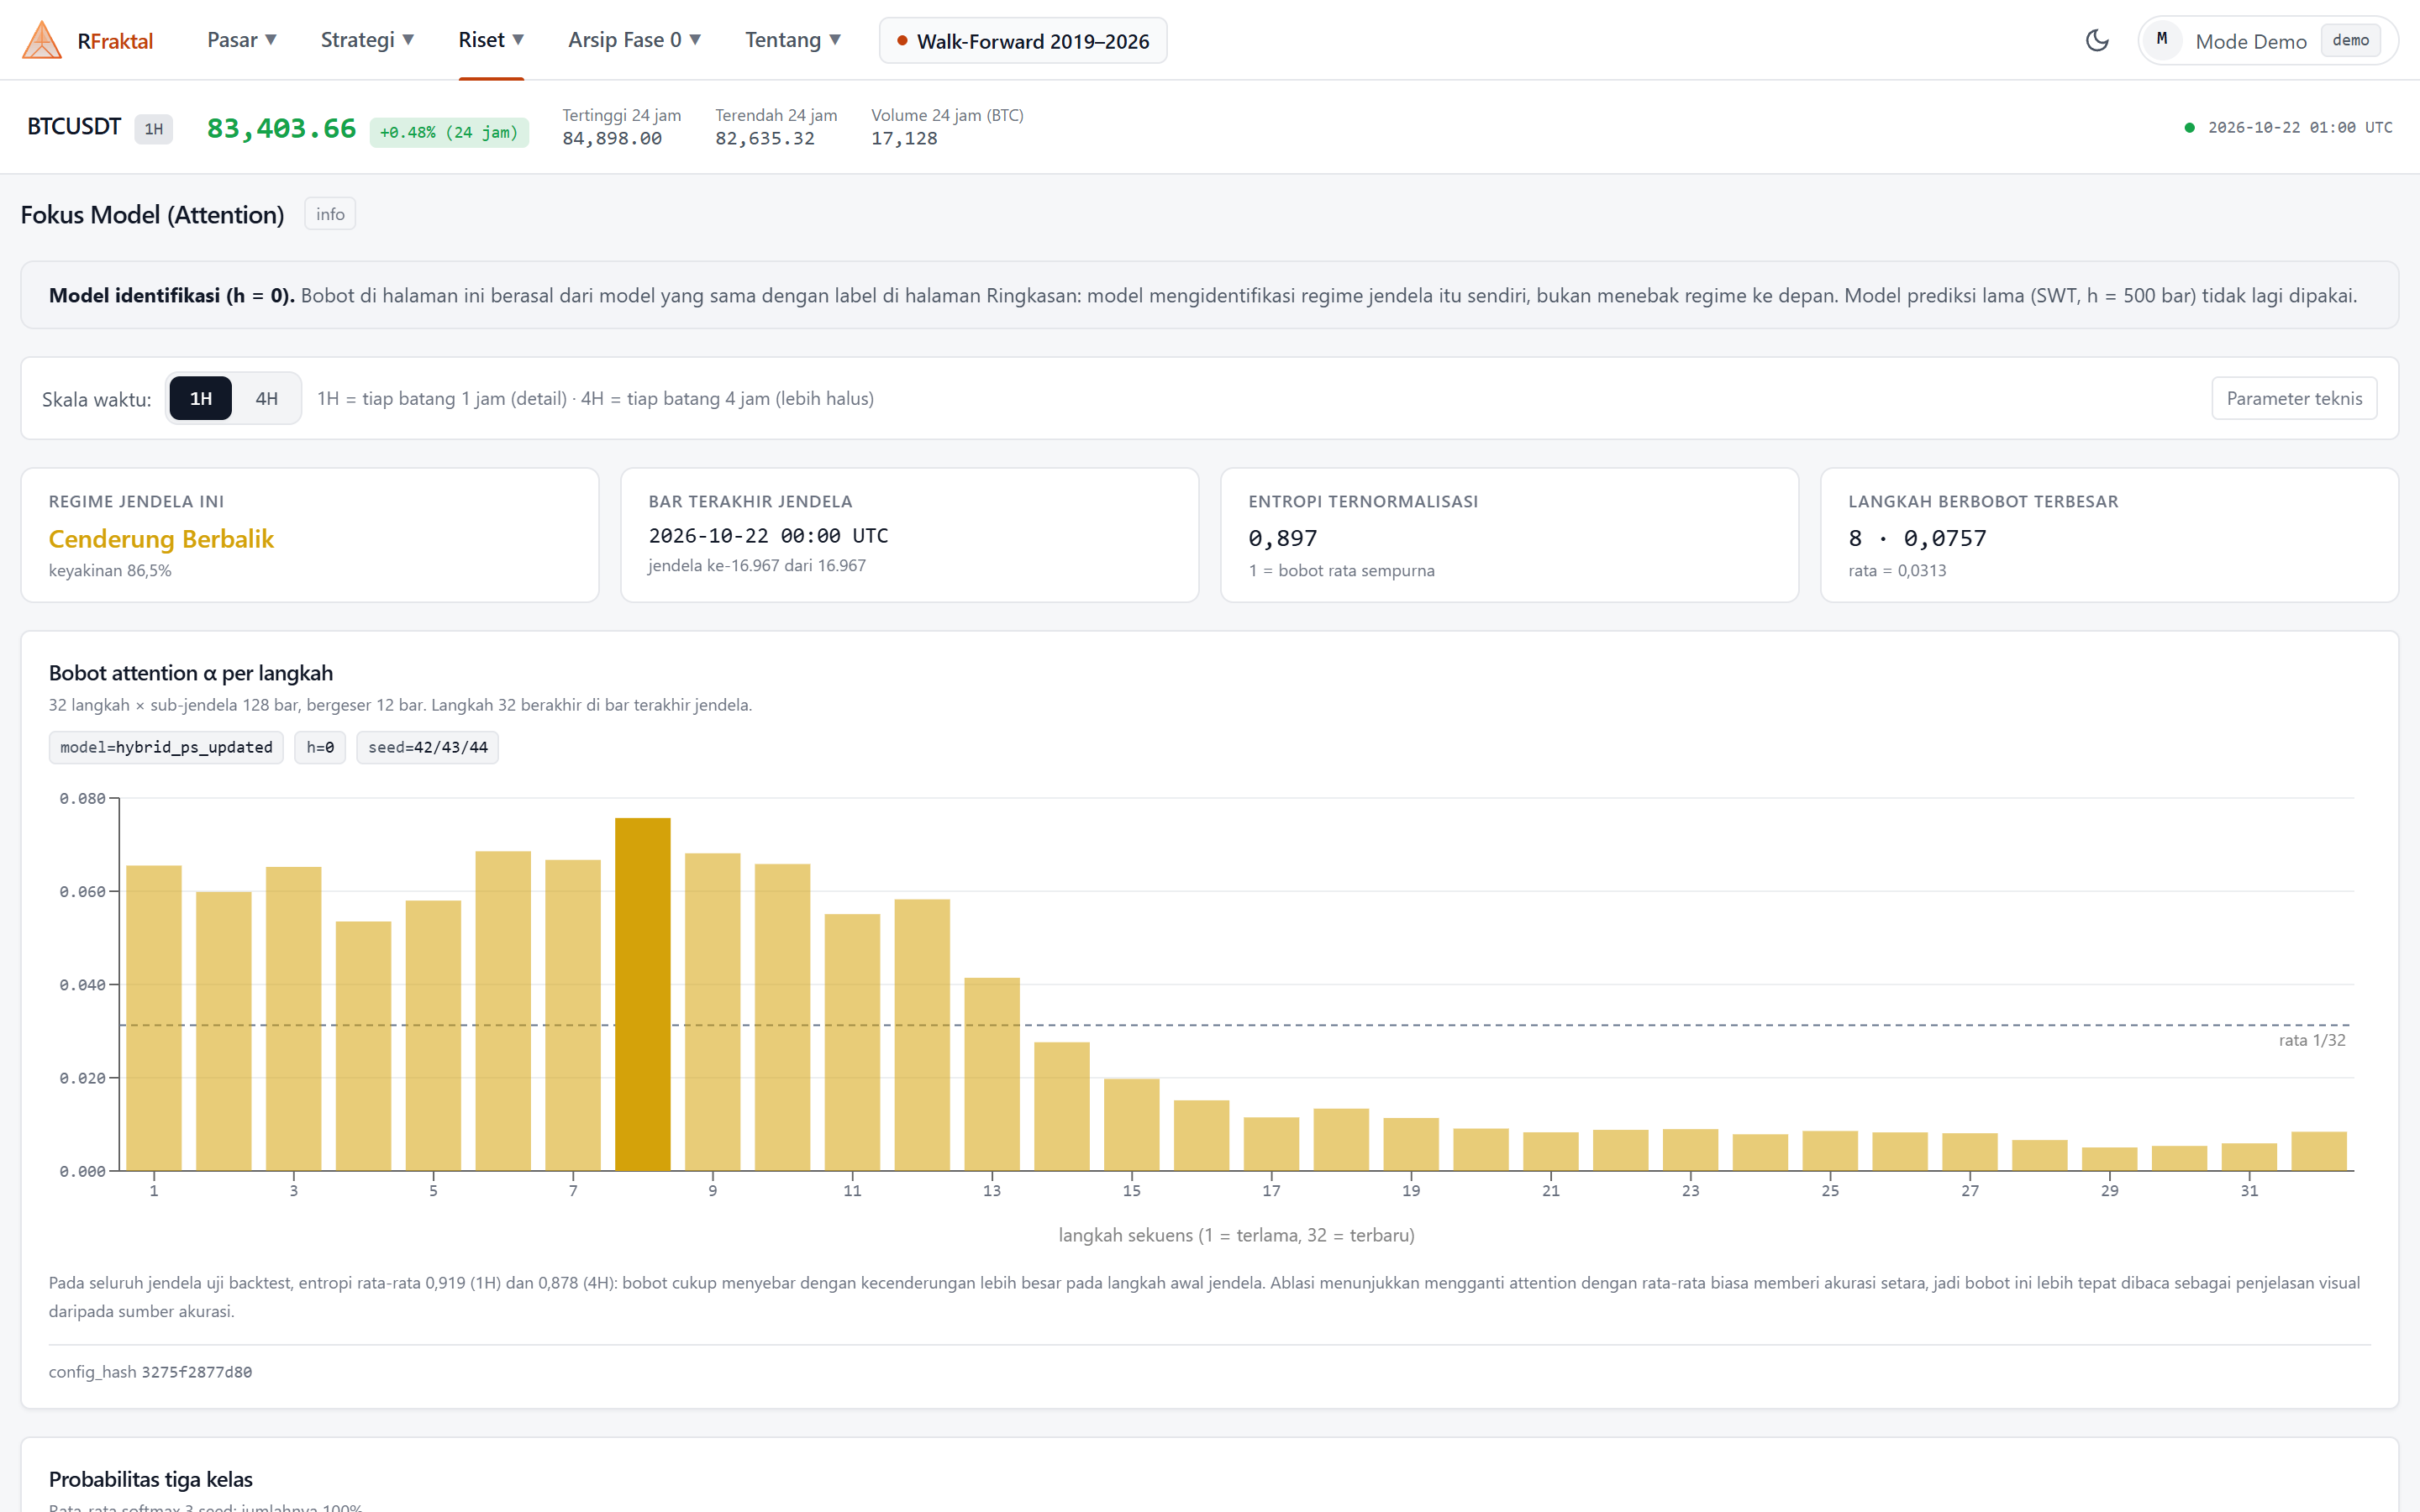 RFraktal
Pasar ▼
Strategi ▼
Riset ▼
Arsip Fase 0 ▼
Tentang ▼
Walk-Forward 2019–2026
M
Mode Demo
demo
BTCUSDT
1H
83,403.66
+0.48% (24 jam)
Tertinggi 24 jam
84,898.00
Terendah 24 jam
82,635.32
Volume 24 jam (BTC)
17,128
2026-10-22 01:00 UTC
Fokus Model (Attention)
info
Model identifikasi (h = 0). Bobot di halaman ini berasal dari model yang sama dengan label di halaman Ringkasan: model mengidentifikasi regime jendela itu sendiri, bukan menebak regime ke depan. Model prediksi lama (SWT, h = 500 bar) tidak lagi dipakai.
Skala waktu:
1H
4H
1H = tiap batang 1 jam (detail) · 4H = tiap batang 4 jam (lebih halus)
Parameter teknis
REGIME JENDELA INI
Cenderung Berbalik
keyakinan 86,5%
BAR TERAKHIR JENDELA
2026-10-22 00:00 UTC
jendela ke-16.967 dari 16.967
ENTROPI TERNORMALISASI
0,897
1 = bobot rata sempurna
LANGKAH BERBOBOT TERBESAR
8 · 0,0757
rata = 0,0313
Bobot attention α per langkah
32 langkah × sub-jendela 128 bar, bergeser 12 bar. Langkah 32 berakhir di bar terakhir jendela.
model=hybrid_ps_updated
h=0
seed=42/43/44
0.080
0.060
0.040
0.020
0.000
rata 1/32
1
3
5
7
9
11
13
15
17
19
21
23
25
27
29
31
langkah sekuens (1 = terlama, 32 = terbaru)
Pada seluruh jendela uji backtest, entropi rata-rata 0,919 (1H) dan 0,878 (4H): bobot cukup menyebar dengan kecenderungan lebih besar pada langkah awal jendela. Ablasi menunjukkan mengganti attention dengan rata-rata biasa memberi akurasi setara, jadi bobot ini lebih tepat dibaca sebagai penjelasan visual
daripada sumber akurasi.
config_hash 3275f2877d80
Probabilitas tiga kelas
Rata-rata softmax 3 seed; jumlahnya 100%